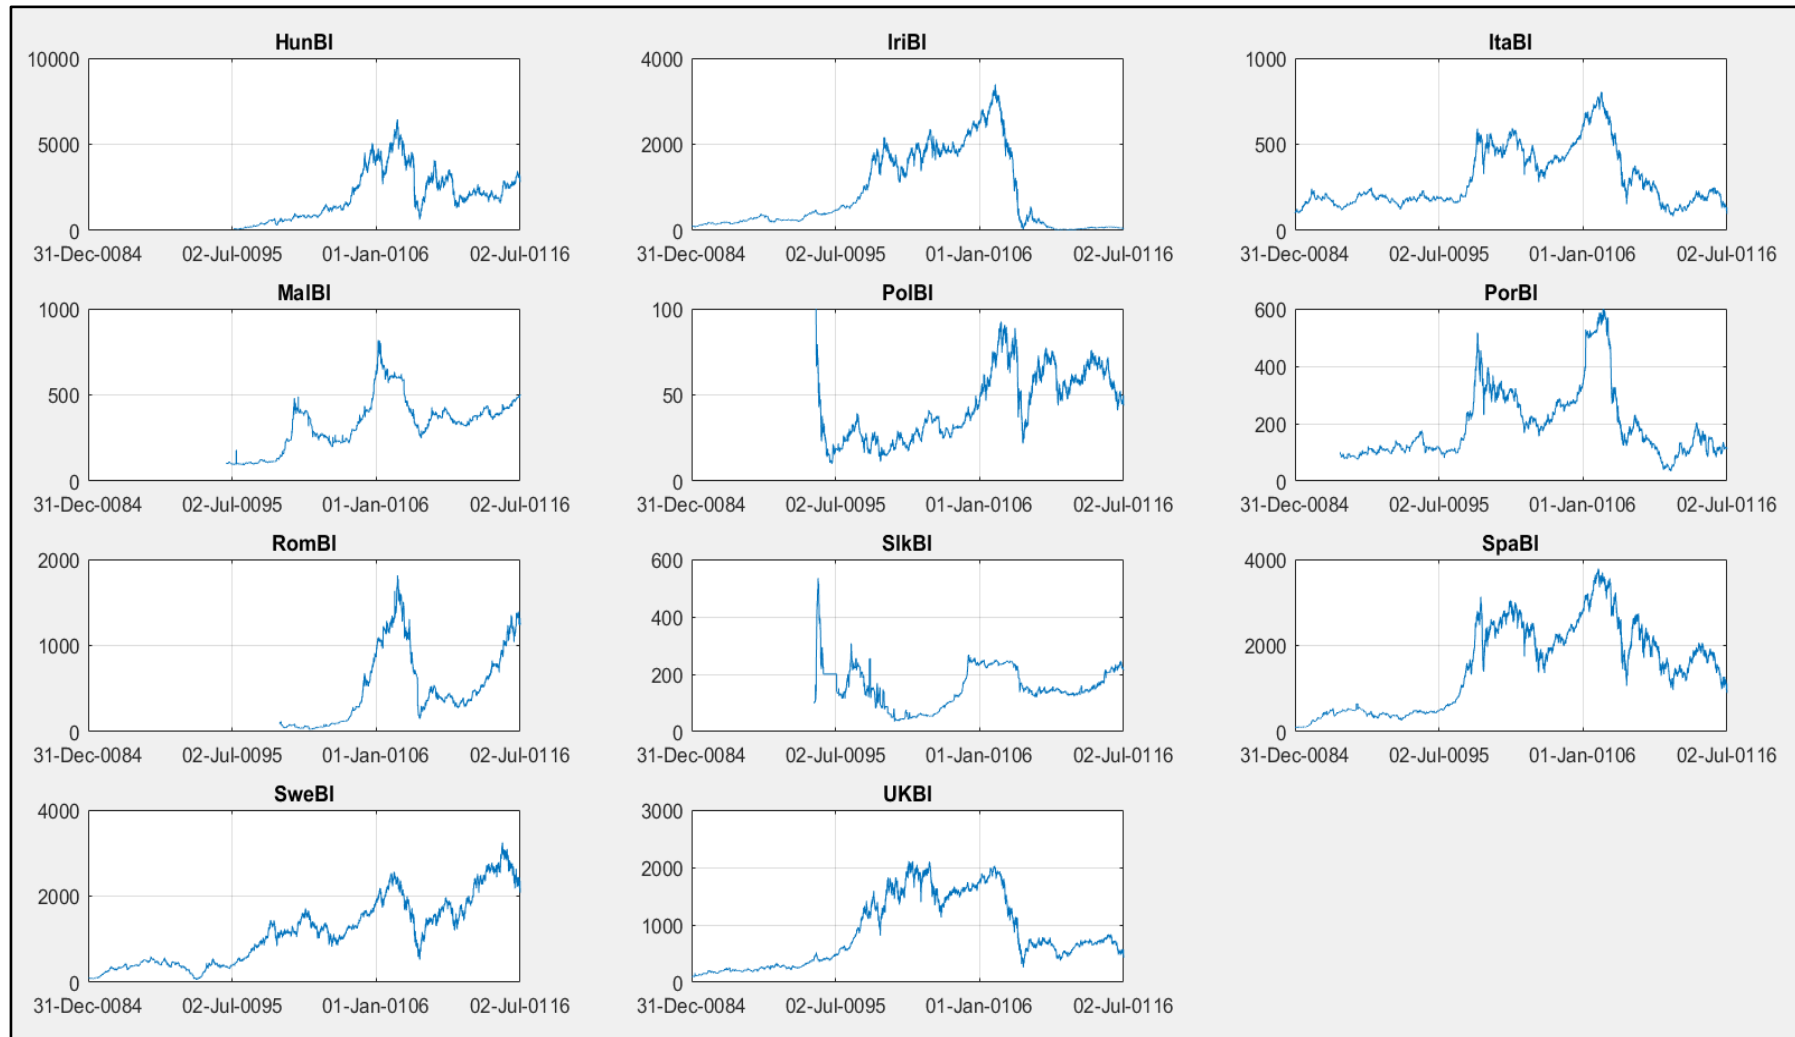 HunBI IriBI ItaBI
10000 4000 1000
5000 2000 500
0 0 0
31-Dec-0084 02-Jul-0095 01-Jan-0106 02-Jul-0116 31-Dec-0084 02-Jul-0095 01-Jan-0106 02-Jul-0116 31-Dec-0084 02-Jul-0095 01-Jan-0106 02-Jul-0116
MalBI PolBI PorBI
1000 100 600
400
500 50
200
0 0 0
31-Dec-0084 02-Jul-0095 01-Jan-0106 02-Jul-0116 31-Dec-0084 02-Jul-0095 01-Jan-0106 02-Jul-0116 31-Dec-0084 02-Jul-0095 01-Jan-0106 02-Jul-0116
RomBI SlkBI SpaBI
2000 600 4000
400
1000 2000
200
0 0 0
31-Dec-0084 02-Jul-0095 01-Jan-0106 02-Jul-0116 31-Dec-0084 02-Jul-0095 01-Jan-0106 02-Jul-0116 31-Dec-0084 02-Jul-0095 01-Jan-0106 02-Jul-0116
SweBI UKBI
4000 3000
2000
2000
1000
0 0
31-Dec-0084 02-Jul-0095 01-Jan-0106 02-Jul-0116 31-Dec-0084 02-Jul-0095 01-Jan-0106 02-Jul-0116